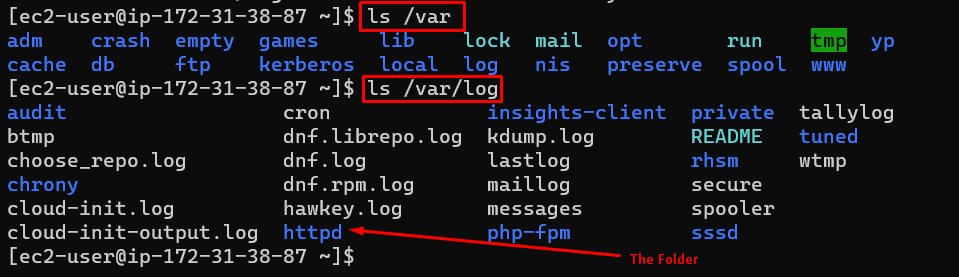 [ec2-user@ip-172-31-38-87 ~]$ ls /var
adm crash empty games lib lock mail opt run tmp yp
cache db ftp kerberos local log nis preserve spool www
[ec2-user@ip-172-31-38-87 ~]$ ls /var/log
audit cron insights-client private tallylog
btmp dnf.librepo.log kdump.log README tuned
choose_repo.log dnf.log lastlog rhsm wtmp
chrony dnf.rpm.log maillog secure
cloud-init.log hawkey.log messages spooler
cloud-init-output.log httpd php-fpm sssd
[ec2-user@ip-172-31-38-87 ~]$
The Folder